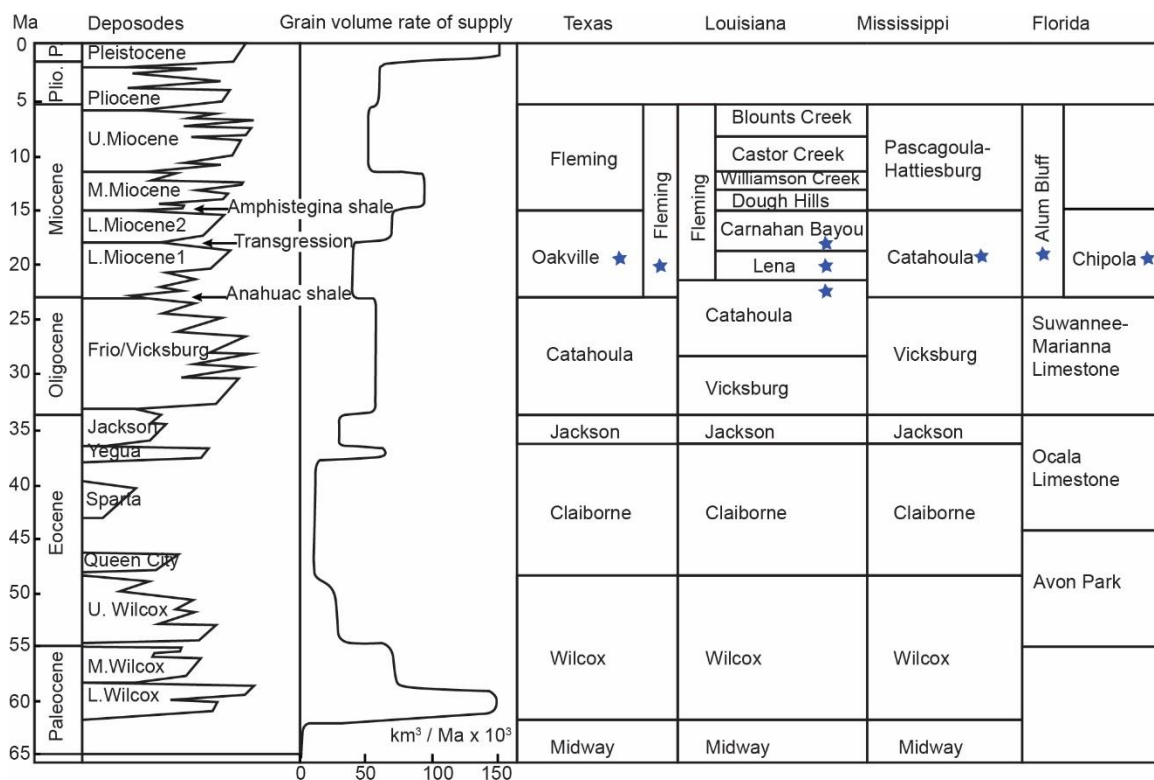 Ma Deposodes Grain volume rate of supply Texas Louisiana Mississippi Florida
0
5
10
15
20
25
30
35
40
45
50
55
60
65
P.
Plio.
Miocene
Oligocene
Eocene
Paleocene
Pleistocene
Pliocene
U.Miocene
M.Miocene
Amphistegina shale
L.Miocene2
Transgression
L.Miocene1
Anahuac shale
Frio/Vicksburg
Jackson
Yegua
Sparta
Queen City
U. Wilcox
M.Wilcox
L.Wilcox
km³ / Ma x 10³
0 50 100 150
Fleming
Oakville
Fleming
Catahoula
Jackson
Claiborne
Wilcox
Midway
Fleming
Blounts Creek
Castor Creek
Williamson Creek
Dough Hills
Carnahan Bayou
Lena
Catahoula
Vicksburg
Jackson
Claiborne
Wilcox
Midway
Pascagoula-
Hattiesburg
Catahoula
Vicksburg
Jackson
Claiborne
Wilcox
Midway
Alum Bluff
Chipola
Suwannee-
Marianna
Limestone
Ocala
Limestone
Avon Park